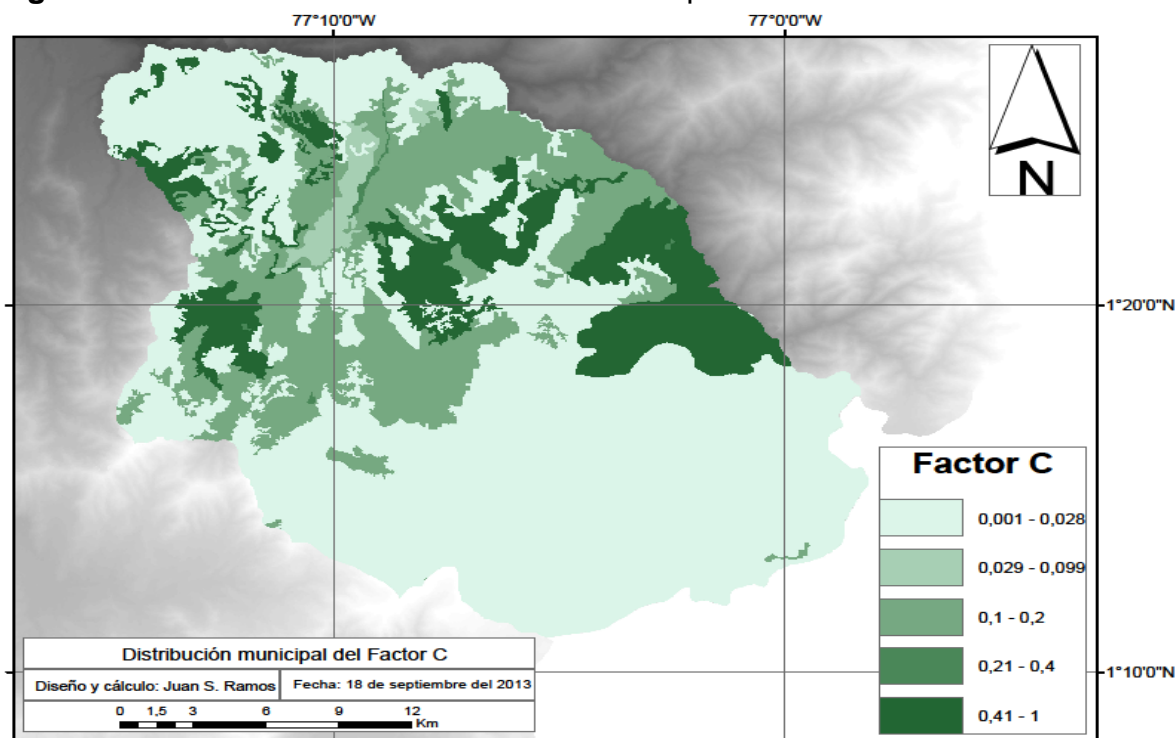 77°10'0"W 77°0'0"W
N
1°20'0"N
Factor C
0,001 - 0,028
0,029 - 0,099
0,1 - 0,2
0,21 - 0,4
0,41 - 1
1°10'0"N
Distribución municipal del Factor C
Diseño y cálculo: Juan S. Ramos Fecha: 18 de septiembre del 2013
0 1,5 3 6 9 12
Km